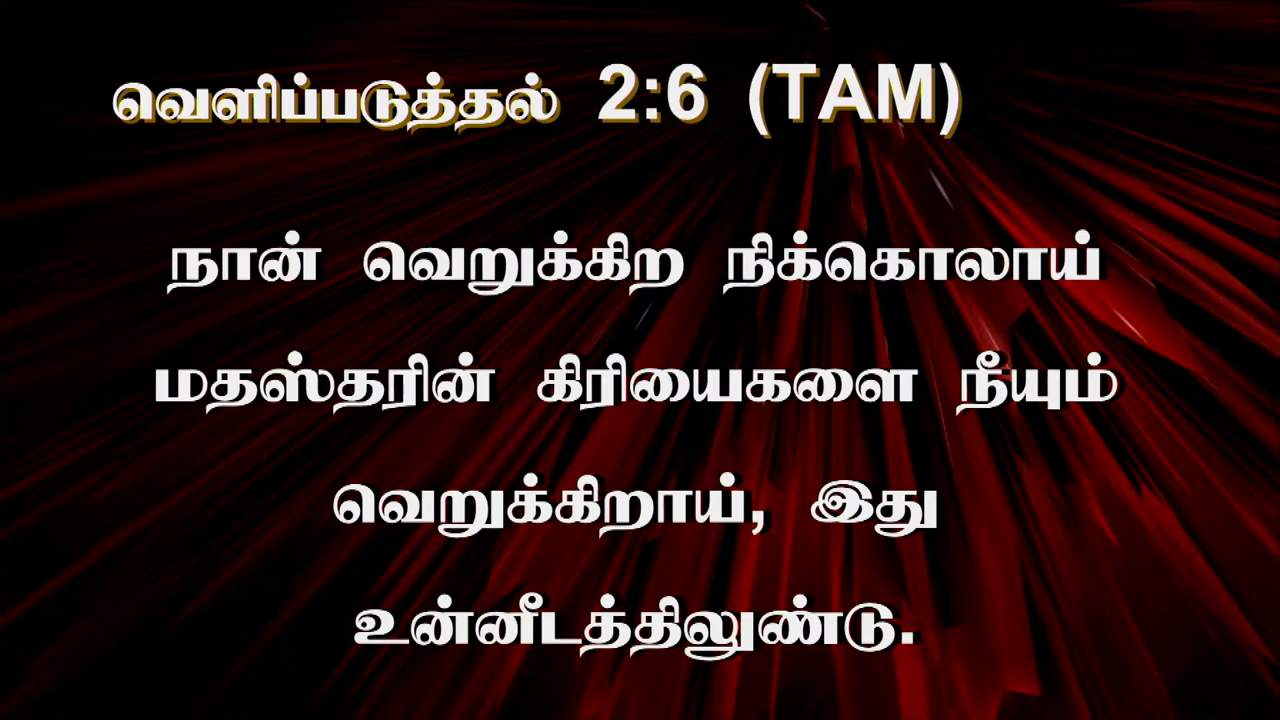 வெளிப்படுத்தல் 2:6 (TAM)
நான் வெறுக்கிற நிக்கொலாய்
மதஸ்தரின் கிரியைகளை நீயும்
வெறுக்கிறாய், இது
உன்னீடத்திலுண்டு.